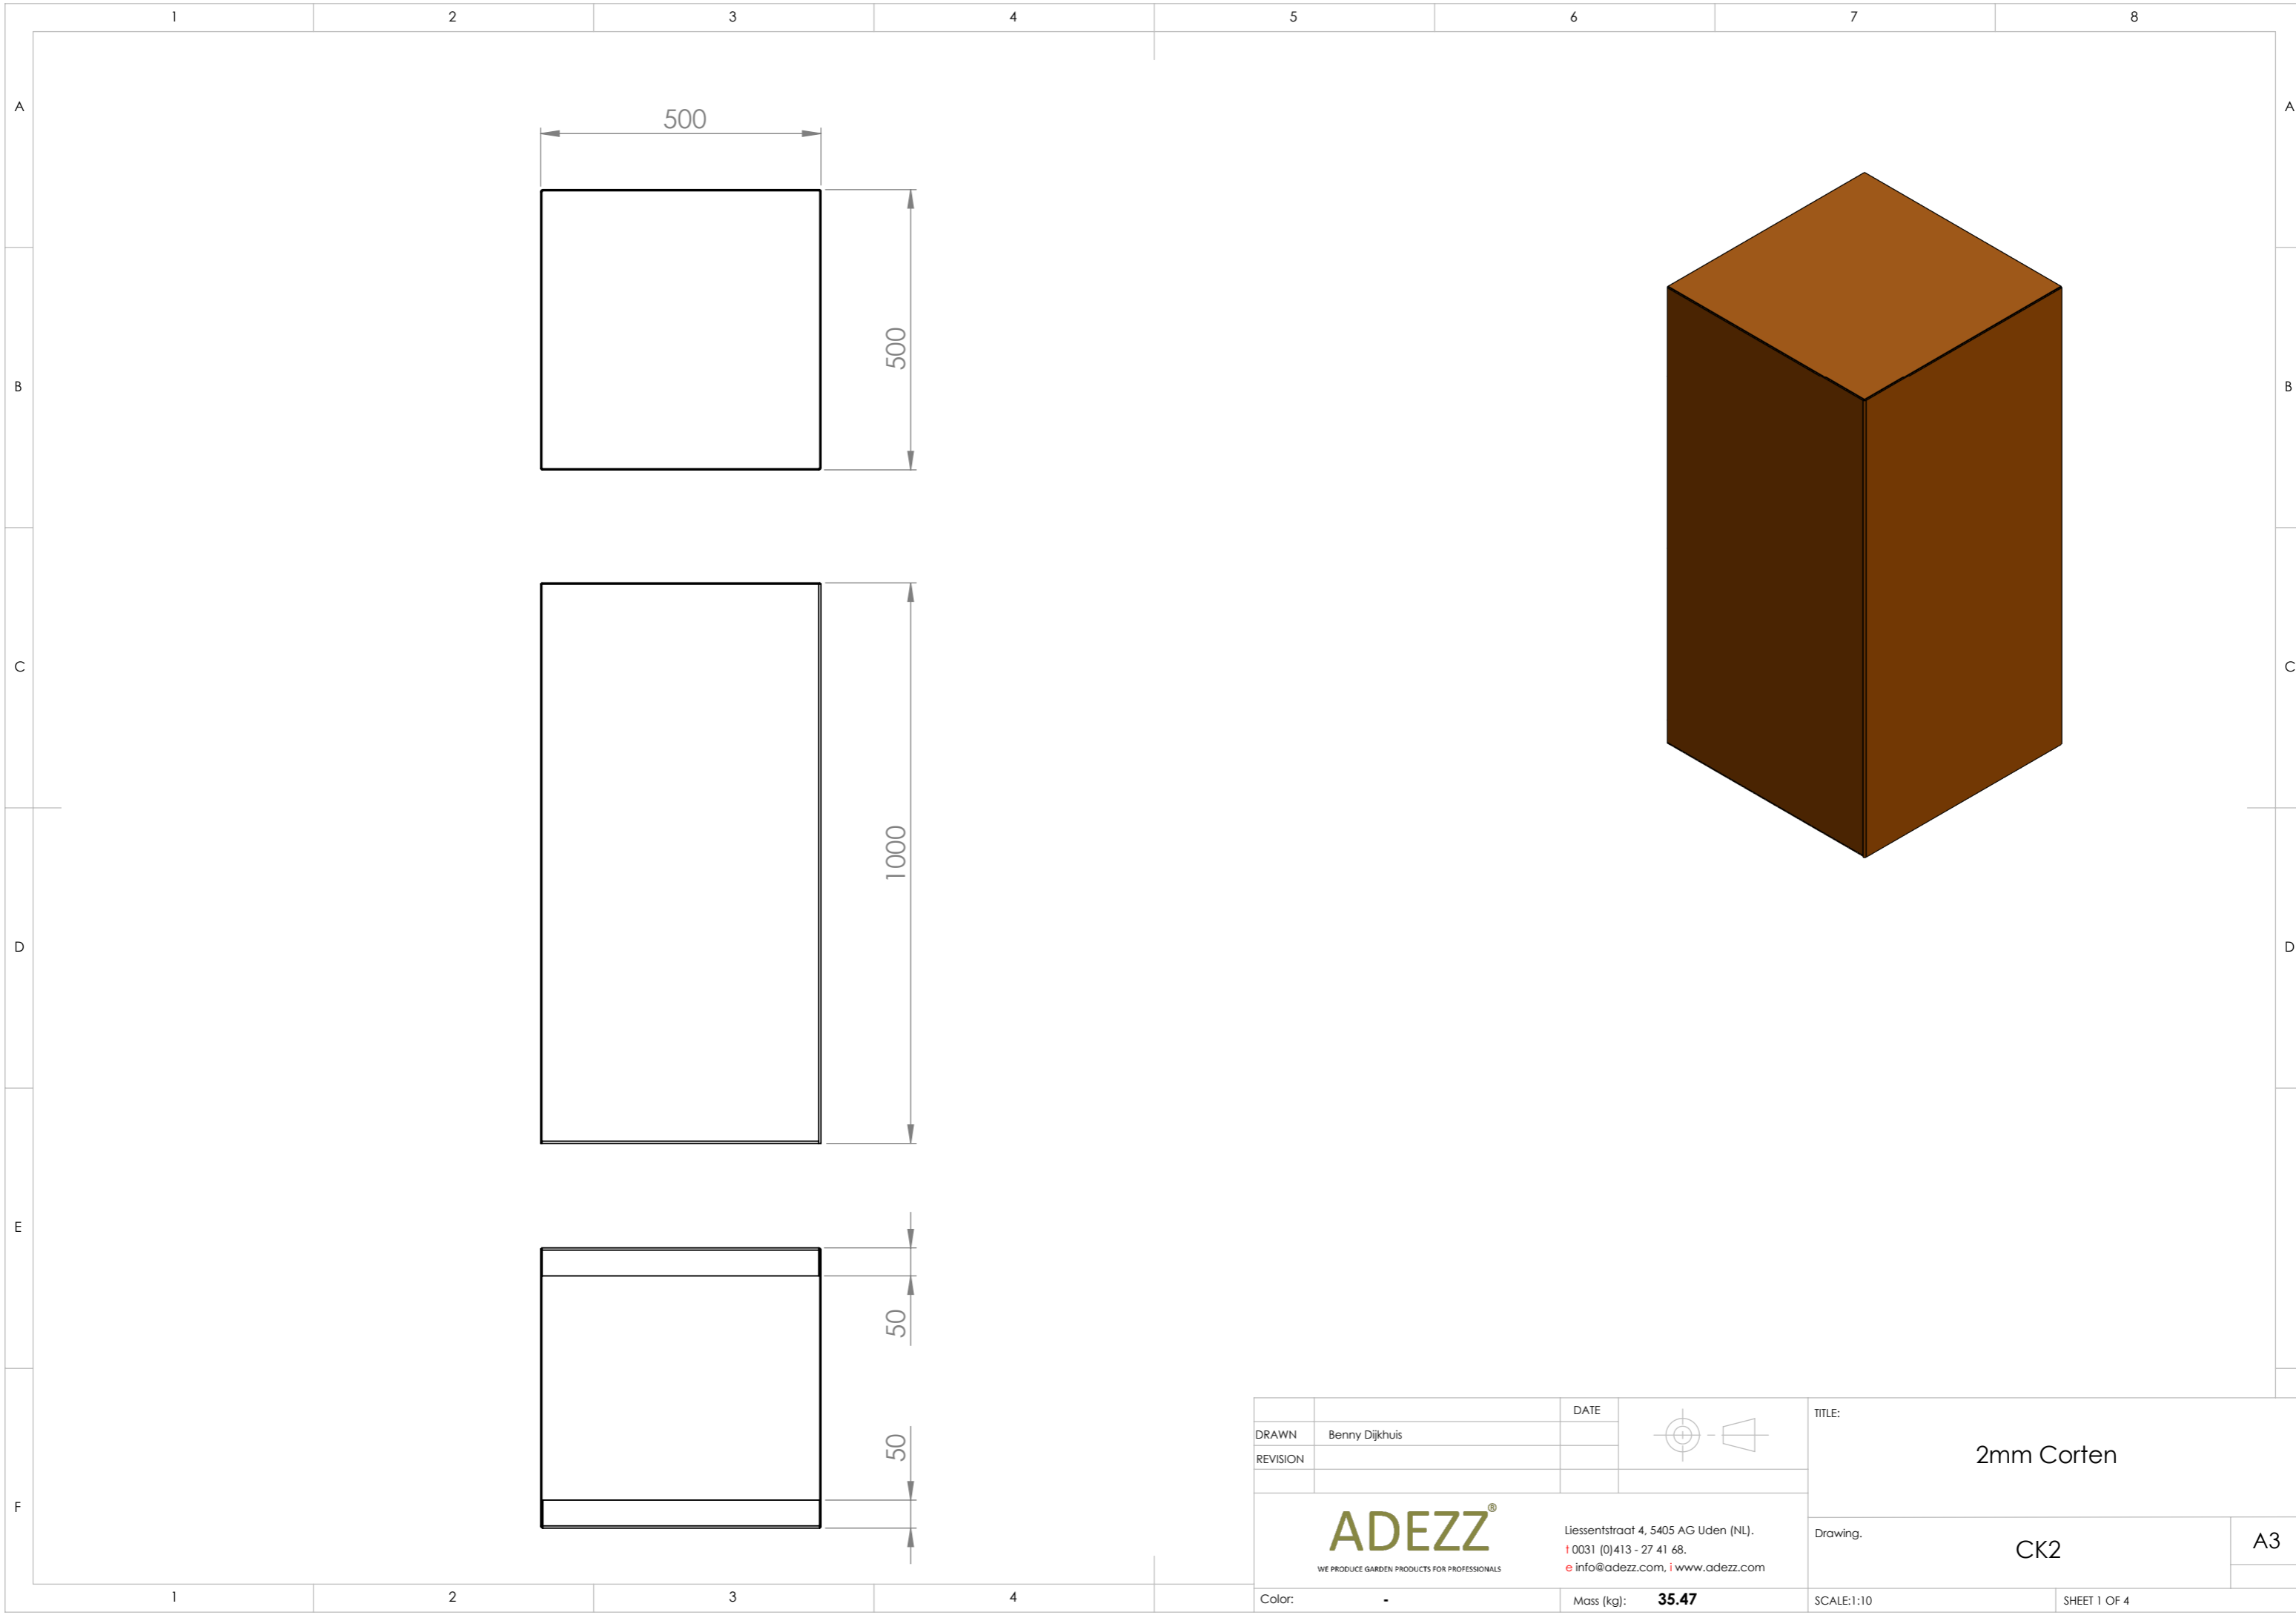 1 2 3 4 5 6 7 8
A A
500
500
B B
C C
1000
D D
E
50
50
F
1 2 3 4
DATE
DRAWN Benny Dijkhuis
REVISION
TITLE:
2mm Corten
ADEZZ®
WE PRODUCE GARDEN PRODUCTS FOR PROFESSIONALS
Liessentstraat 4, 5405 AG Uden (NL).
t 0031 (0)413 - 27 41 68.
e info@adezz.com, i www.adezz.com
Drawing.
CK2
A3
Color: -
Mass (kg): 35.47
SCALE:1:10
SHEET 1 OF 4